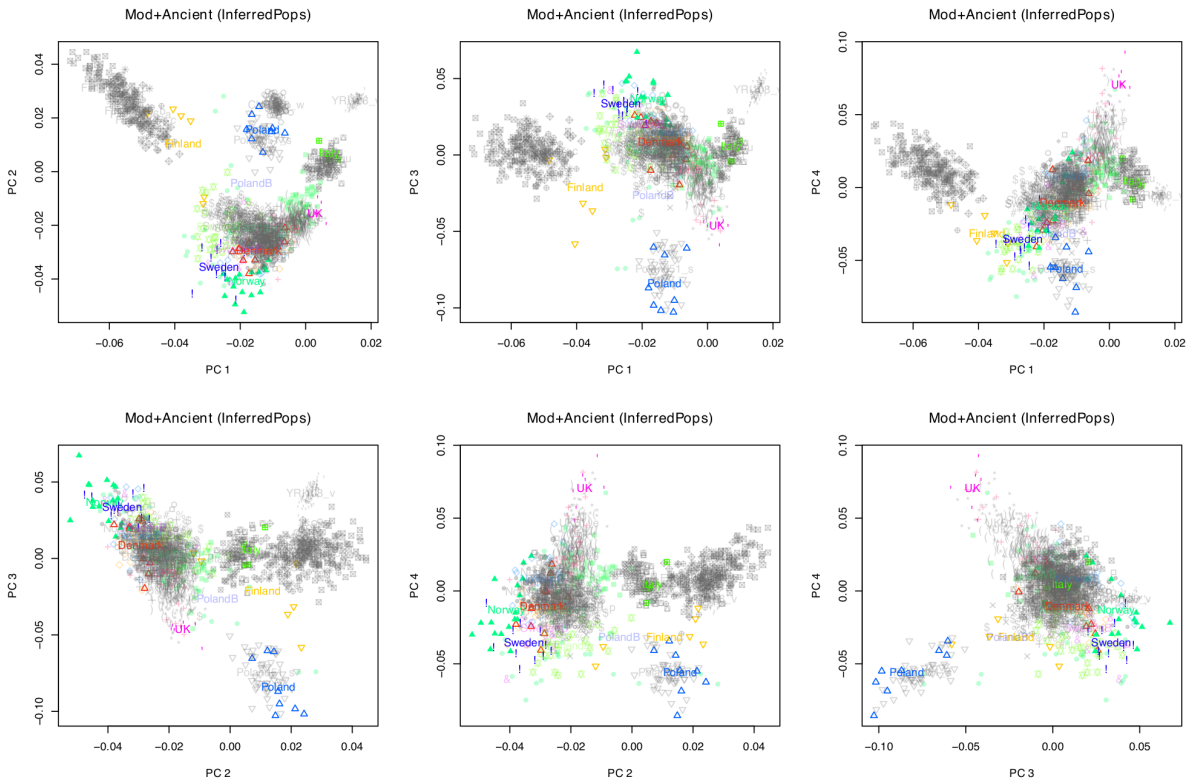 Mod+Ancient (InferredPops)
Mod+Ancient (InferredPops)
Mod+Ancient (InferredPops)
PC 2
0.04
0.02
0.00
−0.02
−0.04
Finland
Poland
PolandB
UK
Sweden
Norway
−0.06
−0.04
−0.02
0.00
0.02
PC 1
PC 3
0.05
0.00
−0.05
−0.10
Sweden
Norway
Denmark
Finland
PolandB
UK
Poland
−0.06
−0.04
−0.02
0.00
0.02
PC 1
PC 4
0.10
0.05
0.00
−0.05
UK
Denmark
Finland
Sweden
Poland
−0.06
−0.04
−0.02
0.00
0.02
PC 1
Mod+Ancient (InferredPops)
Mod+Ancient (InferredPops)
Mod+Ancient (InferredPops)
PC 3
0.05
0.00
−0.05
−0.10
Sweden
Denmark
Finland
PolandB
UK
Poland
−0.04
−0.02
0.00
0.02
0.04
PC 2
PC 4
0.10
0.05
0.00
−0.05
UK
Norway
Denmark
Sweden
PolandB
Finland
Poland
−0.04
−0.02
0.00
0.02
0.04
PC 2
PC 4
0.10
0.05
0.00
−0.05
UK
Italy
Denmark
Norway
Sweden
Poland
−0.10
−0.05
0.00
0.05
PC 3